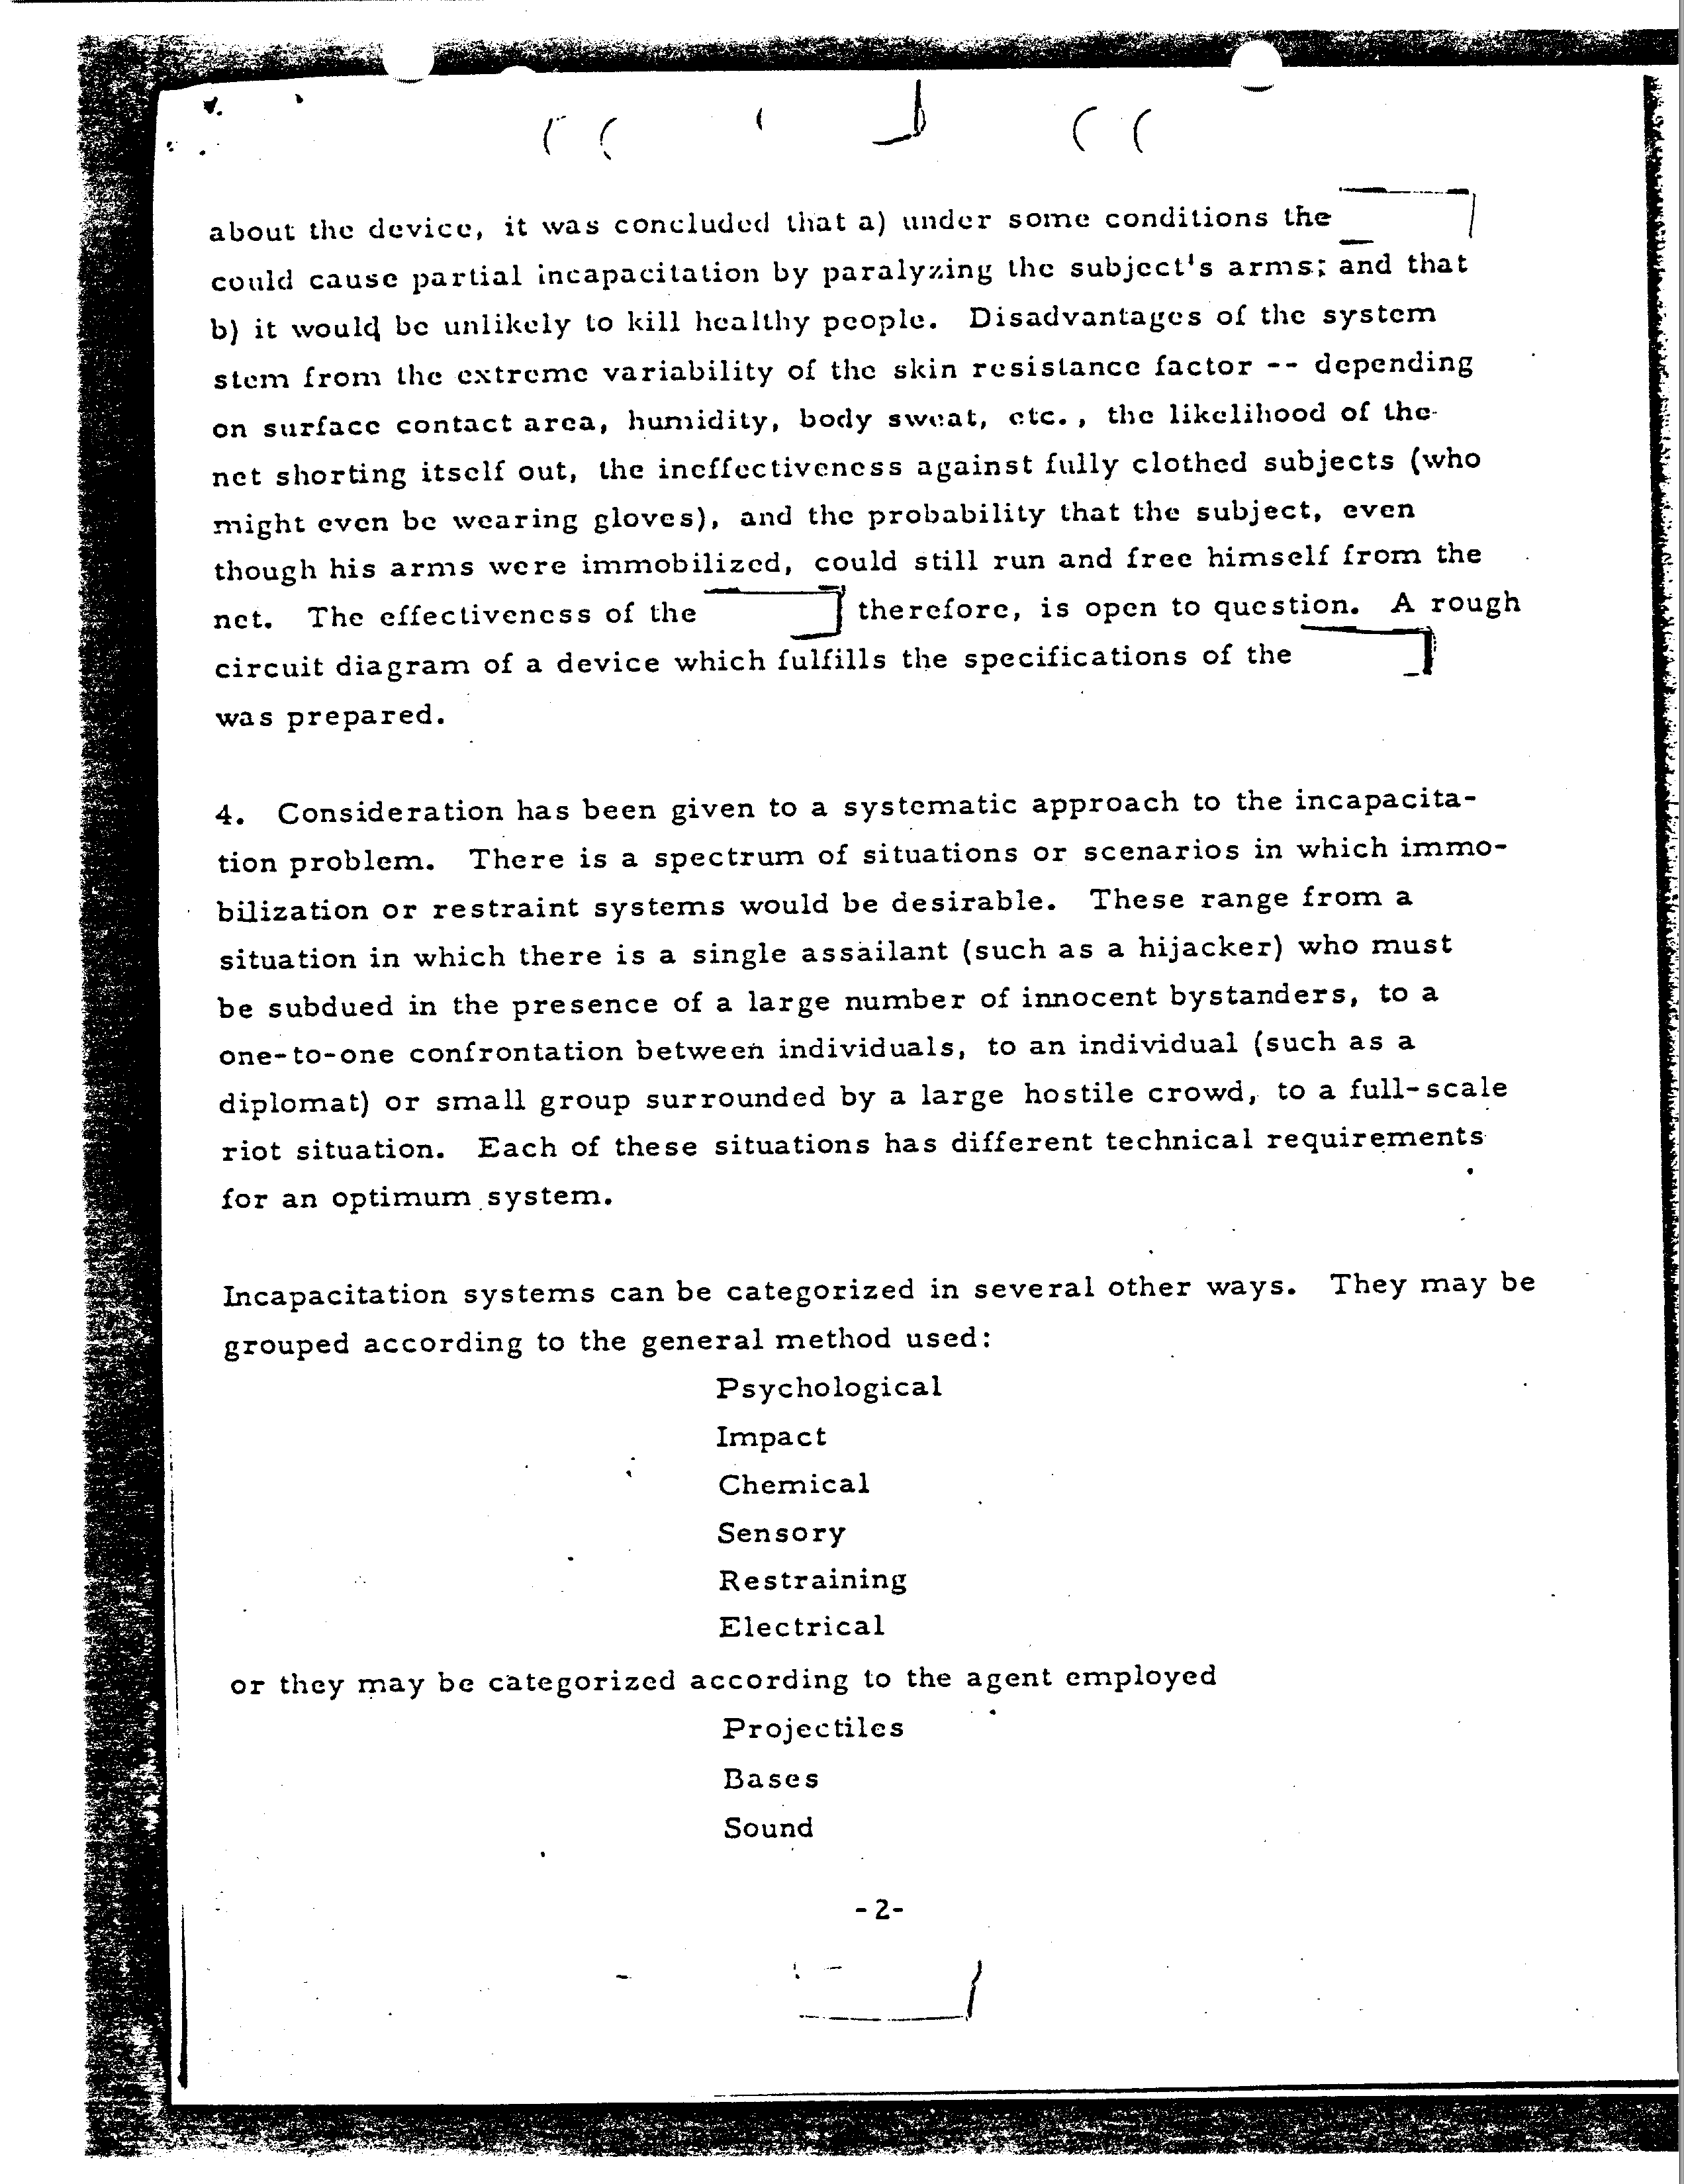 about the device, it was concluded that a) under some conditions the
could cause partial incapacitation by paralyzing the subject's arms; and that
b) it would be unlikely to kill healthy people. Disadvantages of the system
stem from the extreme variability of the skin resistance factor -- depending
on surface contact area, humidity, body sweat, etc., the likelihood of the
net shorting itself out, the ineffectiveness against fully clothed subjects (who
might even be wearing gloves), and the probability that the subject, even
though his arms were immobilized, could still run and free himself from the
net. The effectiveness of the therefore, is open to question. A rough
circuit diagram of a device which fulfills the specifications of the
was prepared.
4. Consideration has been given to a systematic approach to the incapacita-
tion problem. There is a spectrum of situations or scenarios in which immo-
bilization or restraint systems would be desirable. These range from a
situation in which there is a single assailant (such as a hijacker) who must
be subdued in the presence of a large number of innocent bystanders, to a
one-to-one confrontation between individuals, to an individual (such as a
diplomat) or small group surrounded by a large hostile crowd, to a full-scale
riot situation. Each of these situations has different technical requirements
for an optimum system.
Incapacitation systems can be categorized in several other ways. They may be
grouped according to the general method used:
Psychological
Impact
Chemical
Sensory
Restraining
Electrical
or they may be categorized according to the agent employed
Projectiles
Bases
Sound
-2-